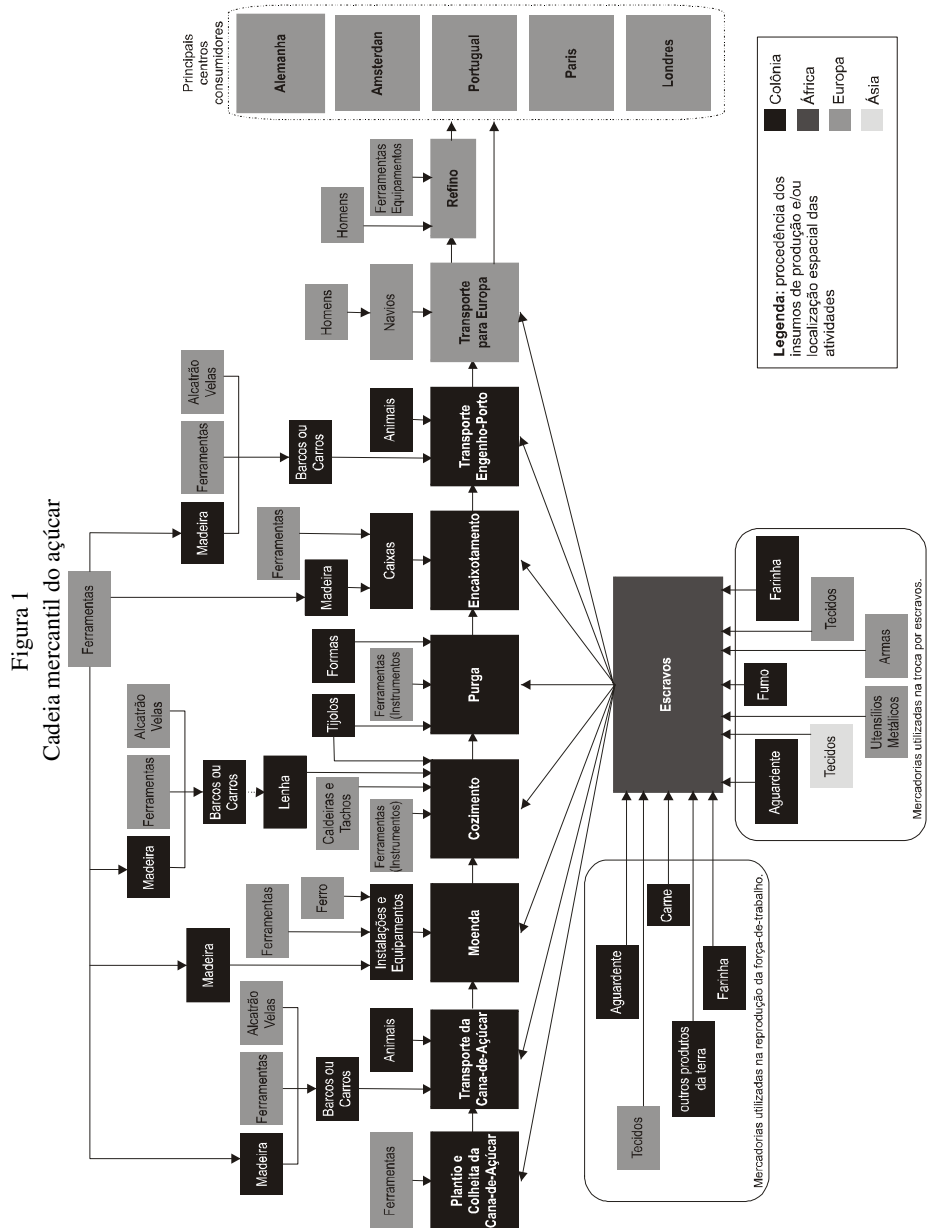 Figura 1
Cadeia mercantil do açúcar
Ferramentas
Madeira
Ferramentas
Alcatrão
Velas
Barcos ou
Carros
Animais
Ferramentas
Madeira
Ferramentas
Ferro
Instalações e
Equipamentos
Madeira
Ferramentas
Alcatrão
Velas
Barcos ou
Carros
Lenha
Caldeiras e
Tachos
Ferramentas
(Instrumentos)
Tijolos
Formas
Ferramentas
(Instrumentos)
Madeira
Ferramentas
Caixas
Madeira
Ferramentas
Alcatrão
Velas
Barcos ou
Carros
Animais
Homens
Navios
Homens
Ferramentas
Equipamentos
Plantio e
Colheita da
Cana-de-Açúcar
Transporte da
Cana-de-Açúcar
Moenda
Cozimento
Purga
Encaixotamento
Transporte
Engenho-Porto
Transporte
para Europa
Refino
Principais
centros
consumidores
Alemanha
Amsterdan
Portugal
Paris
Londres
Escravos
Tecidos
Aguardente
outros produtos
da terra
Carne
Farinha
Mercadorias utilizadas na reprodução da força-de-trabalho.
Aguardente
Tecidos
Utensílios
Metálicos
Fumo
Armas
Tecidos
Farinha
Mercadorias utilizadas na troca por escravos.
Legenda: procedência dos
insumos de produção e/ou
localização espacial das
atividades
Colônia
África
Europa
Ásia